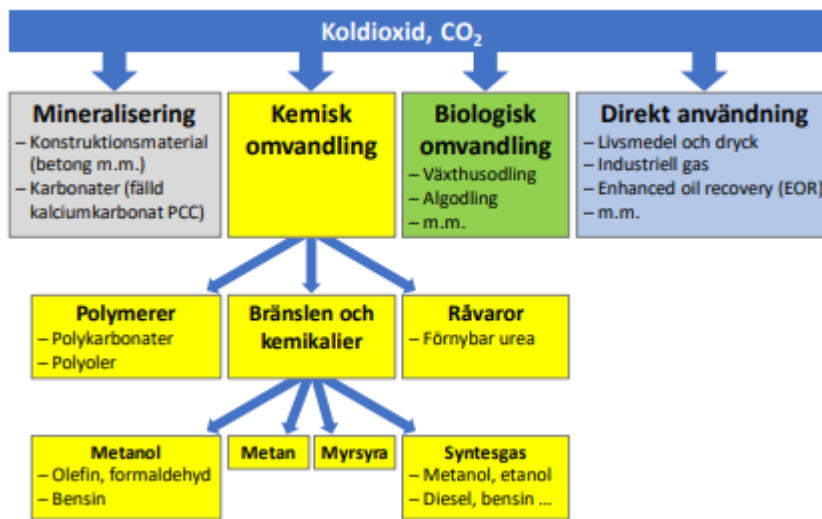 Koldioxid, CO₂
Mineralisering
– Konstruktionsmaterial
(betong m.m.)
– Karbonater (fälld
kalciumkarbonat PCC)
Kemisk
omvandling
Biologisk
omvandling
– Växthusodling
– Algodling
– m.m.
Direkt användning
– Livsmedel och dryck
– Industriell gas
– Enhanced oil recovery (EOR)
– m.m.
Polymerer
– Polykarbonater
– Polyoler
Bränslen och
kemikalier
Råvaror
– Förnybar urea
Metanol
– Olefin, formaldehyd
– Bensin
Metan
Myrsyra
Syntesgas
– Metanol, etanol
– Diesel, bensin ...